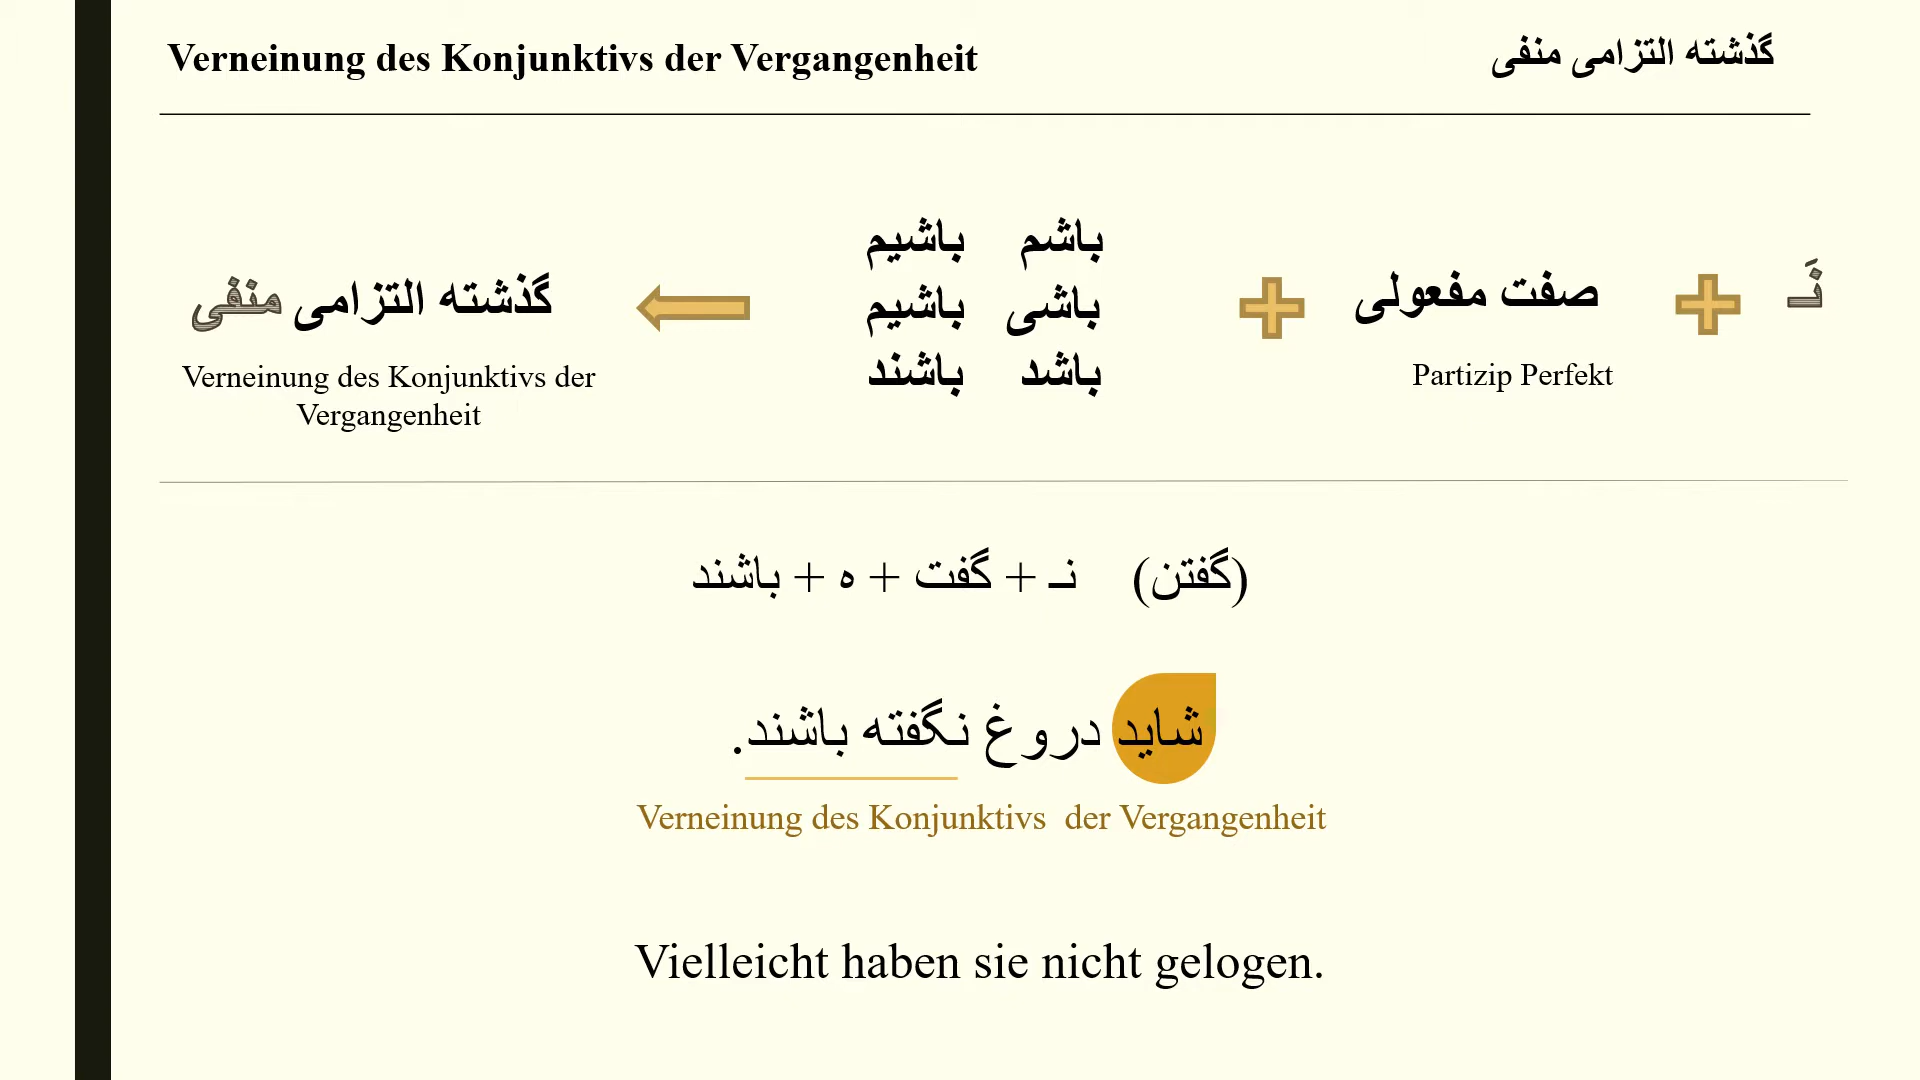 Verneinung des Konjunktivs der Vergangenheit
گذشته التزامی منفی
نَـ + صفت مفعولی + باشم باشیم
باشی باشیم
باشد باشند
گذشته التزامی منفی
Partizip Perfekt
Verneinung des Konjunktivs der
Vergangenheit
(گفتن) نـ + گفت + ه + باشند
شاید دروغ نگفته باشند.
Verneinung des Konjunktivs der Vergangenheit
Vielleicht haben sie nicht gelogen.